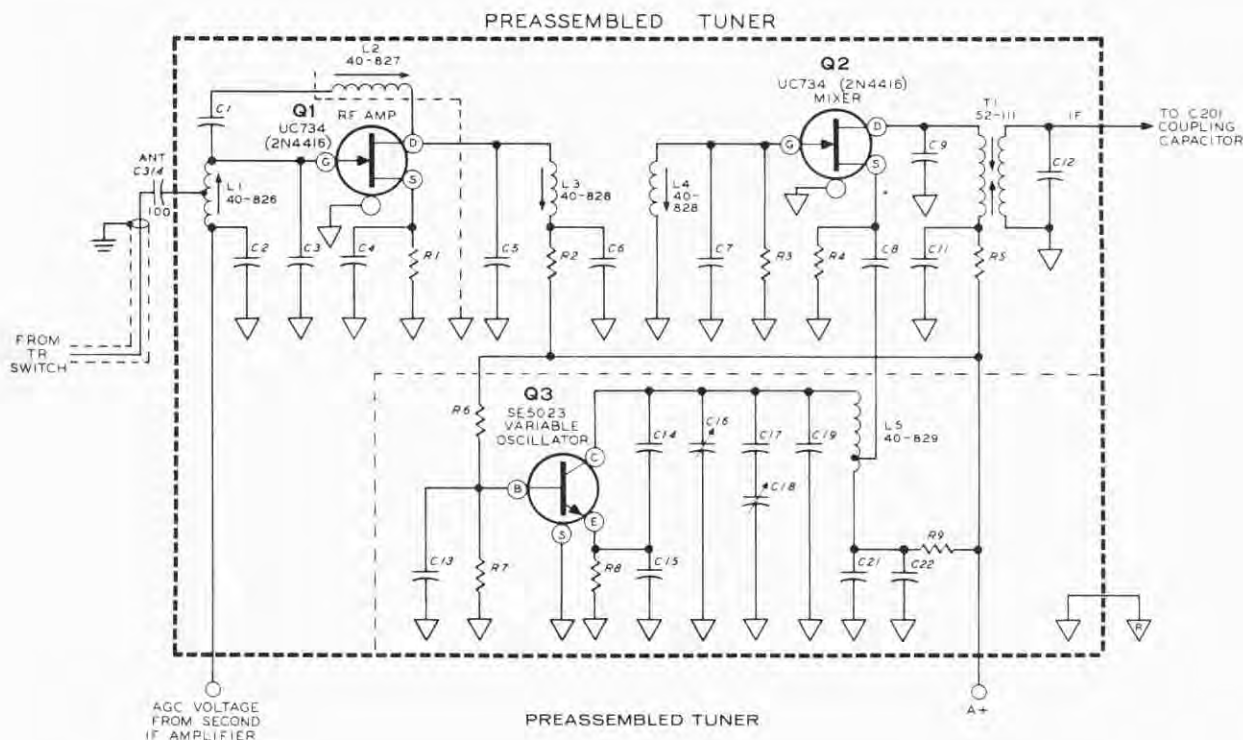 PREASSEMBLED TUNER
L2
40-827
C1
Q1
UC734
(2N4416)
RF AMP
Q2
UC734 (2N4416)
MIXER
T1
52-111
IF
TO C201
COUPLING
CAPACITOR
ANT
C314
100
L1
40-826
G
D
S
L3
40-828
L4
40-
828
G
D
S
C9
C12
C2
C3
C4
R1
C5
R2
C6
C7
R3
R4
C8
C11
R5
FROM
TR
SWITCH
Q3
SE5023
VARIABLE
OSCILLATOR
R6
C
B
E
S
C14
C16
C17
C19
L5
40-829
C18
C13
R7
R8
C15
C21
C22
R9
R
AGC VOLTAGE
FROM SECOND
IF AMPLIFIER
PREASSEMBLED TUNER
A+